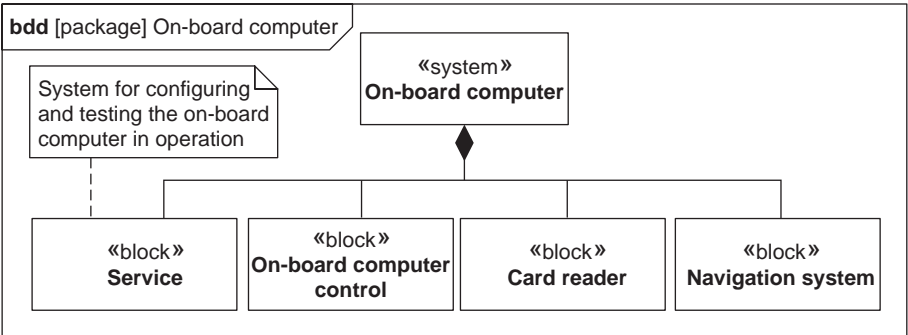 bdd [package] On-board computer
«system»
On-board computer
System for configuring
and testing the on-board
computer in operation
«block»
Service
«block»
On-board computer
control
«block»
Card reader
«block»
Navigation system